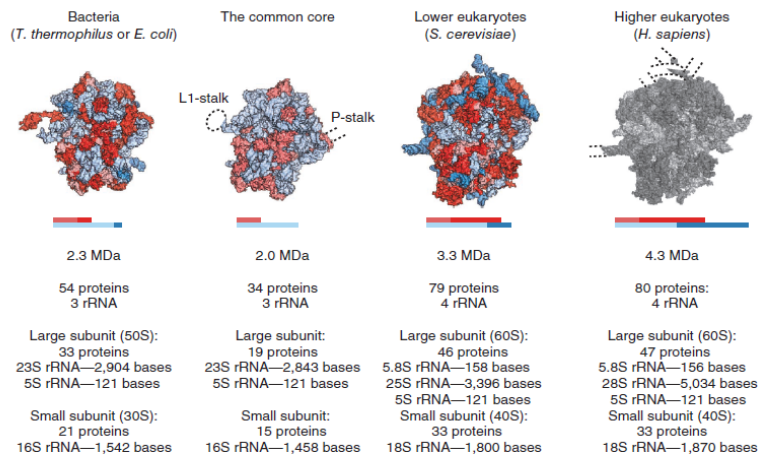 Bacteria
(T. thermophilus or E. coli)
The common core
Lower eukaryotes
(S. cerevisiae)
Higher eukaryotes
(H. sapiens)
L1-stalk
P-stalk
2.3 MDa
2.0 MDa
3.3 MDa
4.3 MDa
54 proteins
3 rRNA
34 proteins
3 rRNA
79 proteins
4 rRNA
80 proteins:
4 rRNA
Large subunit (50S):
33 proteins
23S rRNA—2,904 bases
5S rRNA—121 bases
Large subunit:
19 proteins
23S rRNA—2,843 bases
5S rRNA—121 bases
Large subunit (60S):
46 proteins
5.8S rRNA—158 bases
25S rRNA—3,396 bases
5S rRNA—121 bases
Large subunit (60S):
47 proteins
5.8S rRNA—156 bases
28S rRNA—5,034 bases
5S rRNA—121 bases
Small subunit (30S):
21 proteins
16S rRNA—1,542 bases
Small subunit:
15 proteins
16S rRNA—1,458 bases
Small subunit (40S):
33 proteins
18S rRNA—1,800 bases
Small subunit (40S):
33 proteins
18S rRNA—1,870 bases